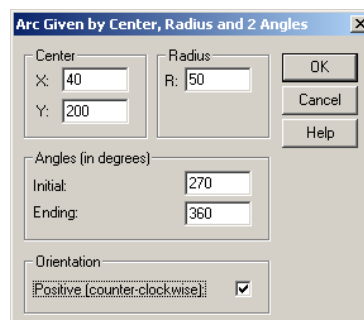 Arc Given by Center, Radius and 2 Angles
Center
X: 40
Y: 200
Radius
R: 50
OK
Cancel
Help
Angles (in degrees)
Initial: 270
Ending: 360
Orientation
Positive (counter-clockwise):